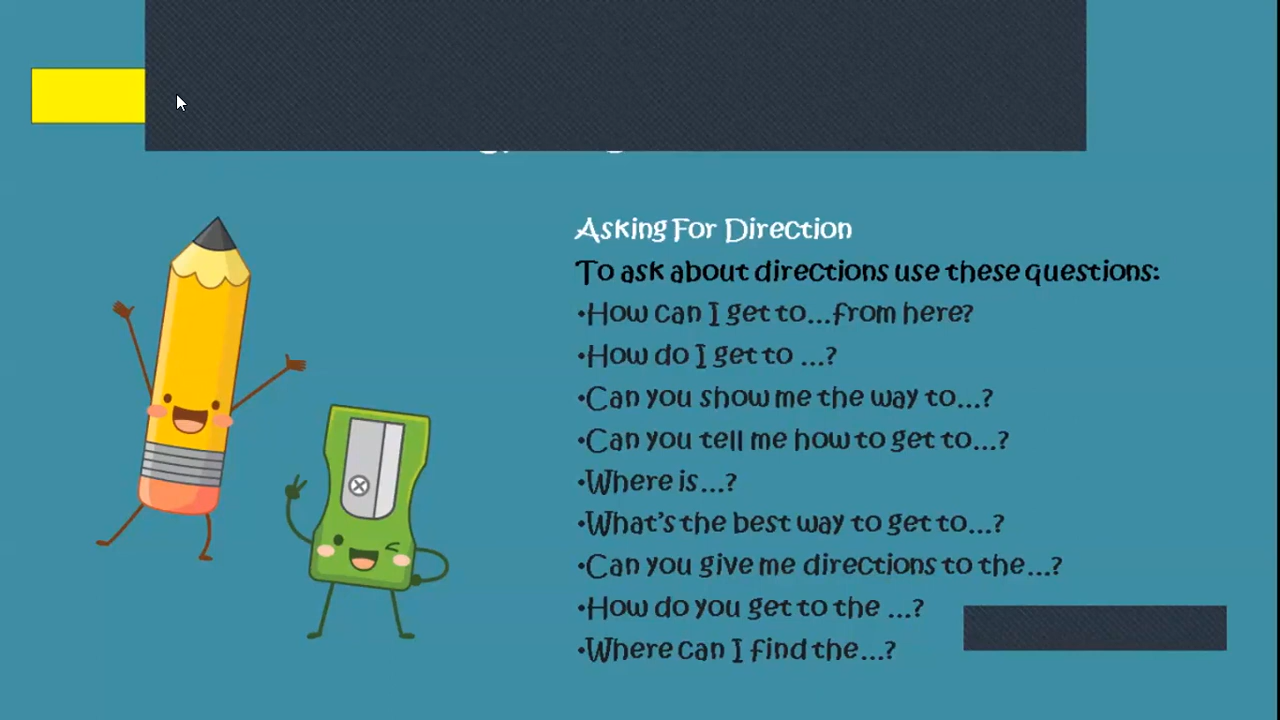 Asking For Direction
To ask about directions use these questions:
•How can I get to...from here?
•How do I get to ...?
•Can you show me the way to...?
•Can you tell me how to get to...?
•Where is...?
•What's the best way to get to...?
•Can you give me directions to the...?
•How do you get to the ...?
•Where can I find the...?